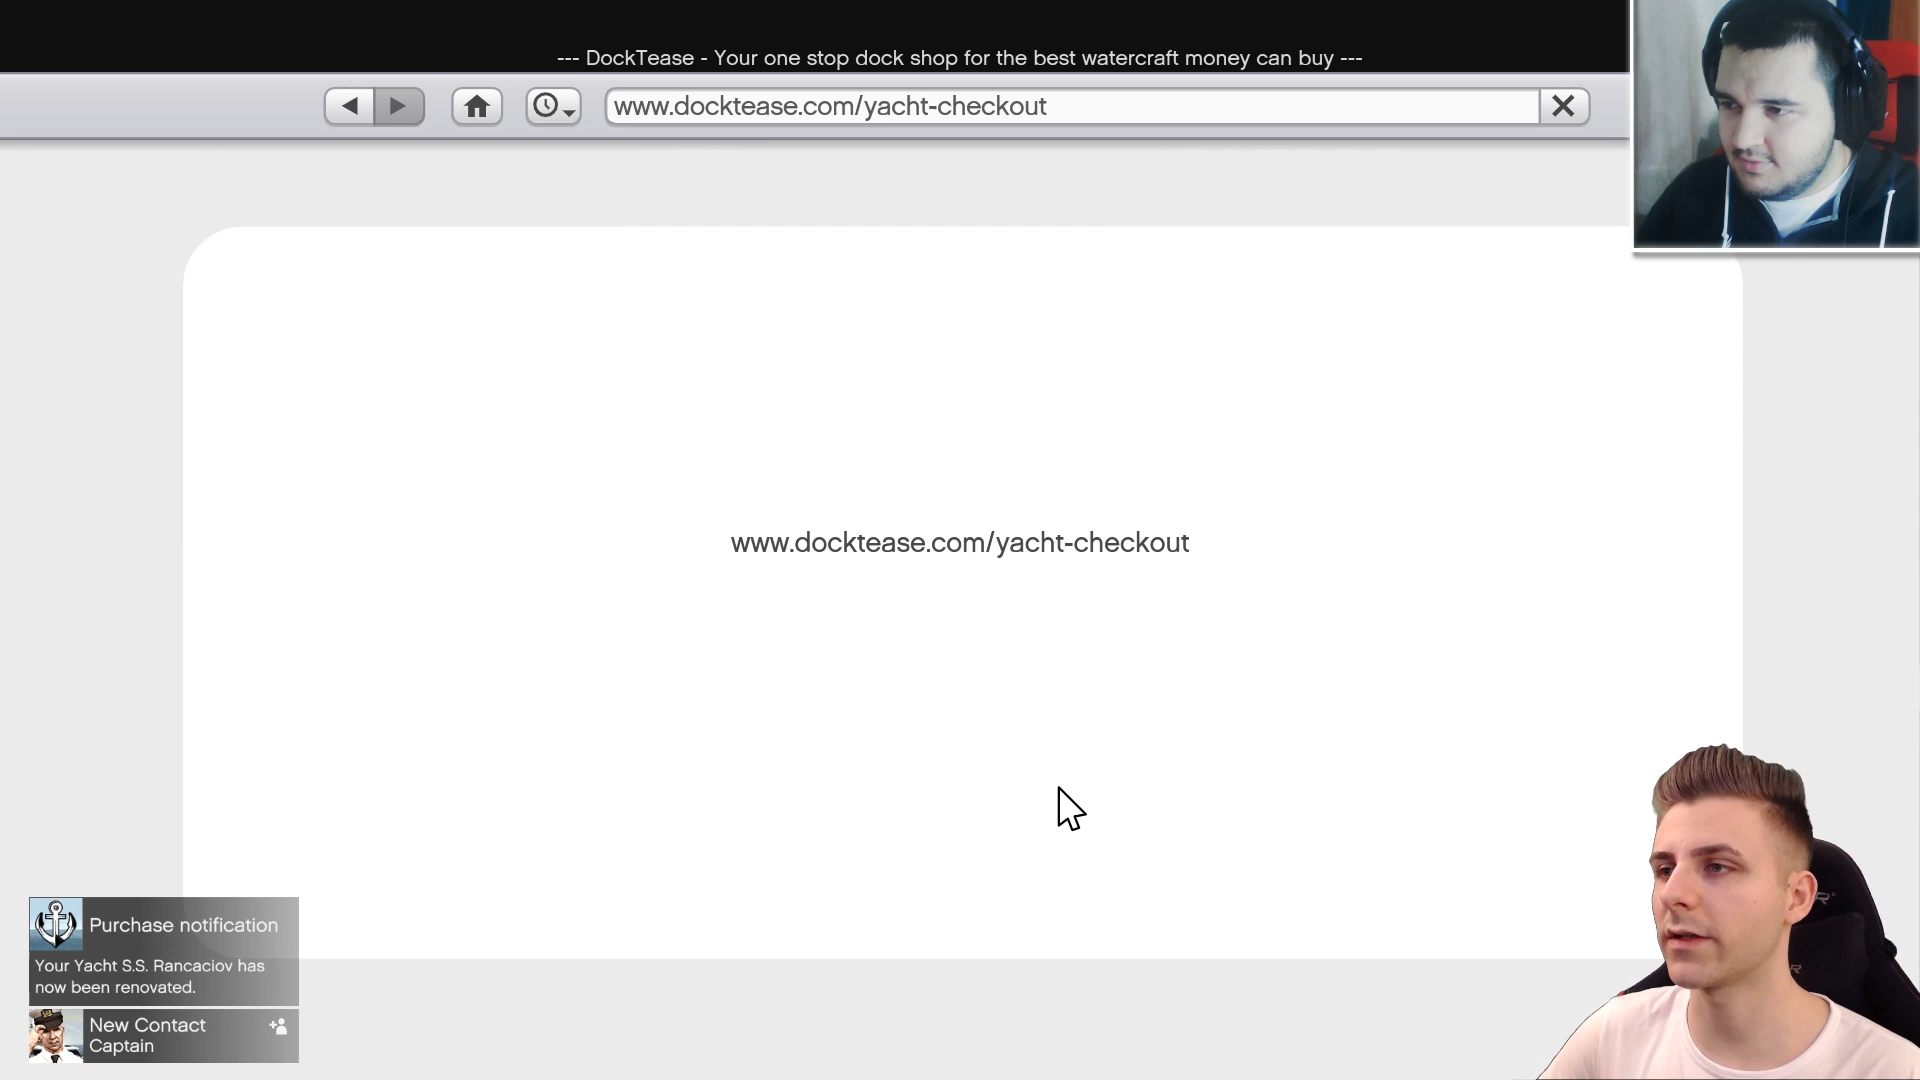 --- DockTease - Your one stop dock shop for the best watercraft money can buy ---
www.docktease.com/yacht-checkout
www.docktease.com/yacht-checkout
Purchase notification
Your Yacht S.S. Rancaciov has
now been renovated.
New Contact
Captain